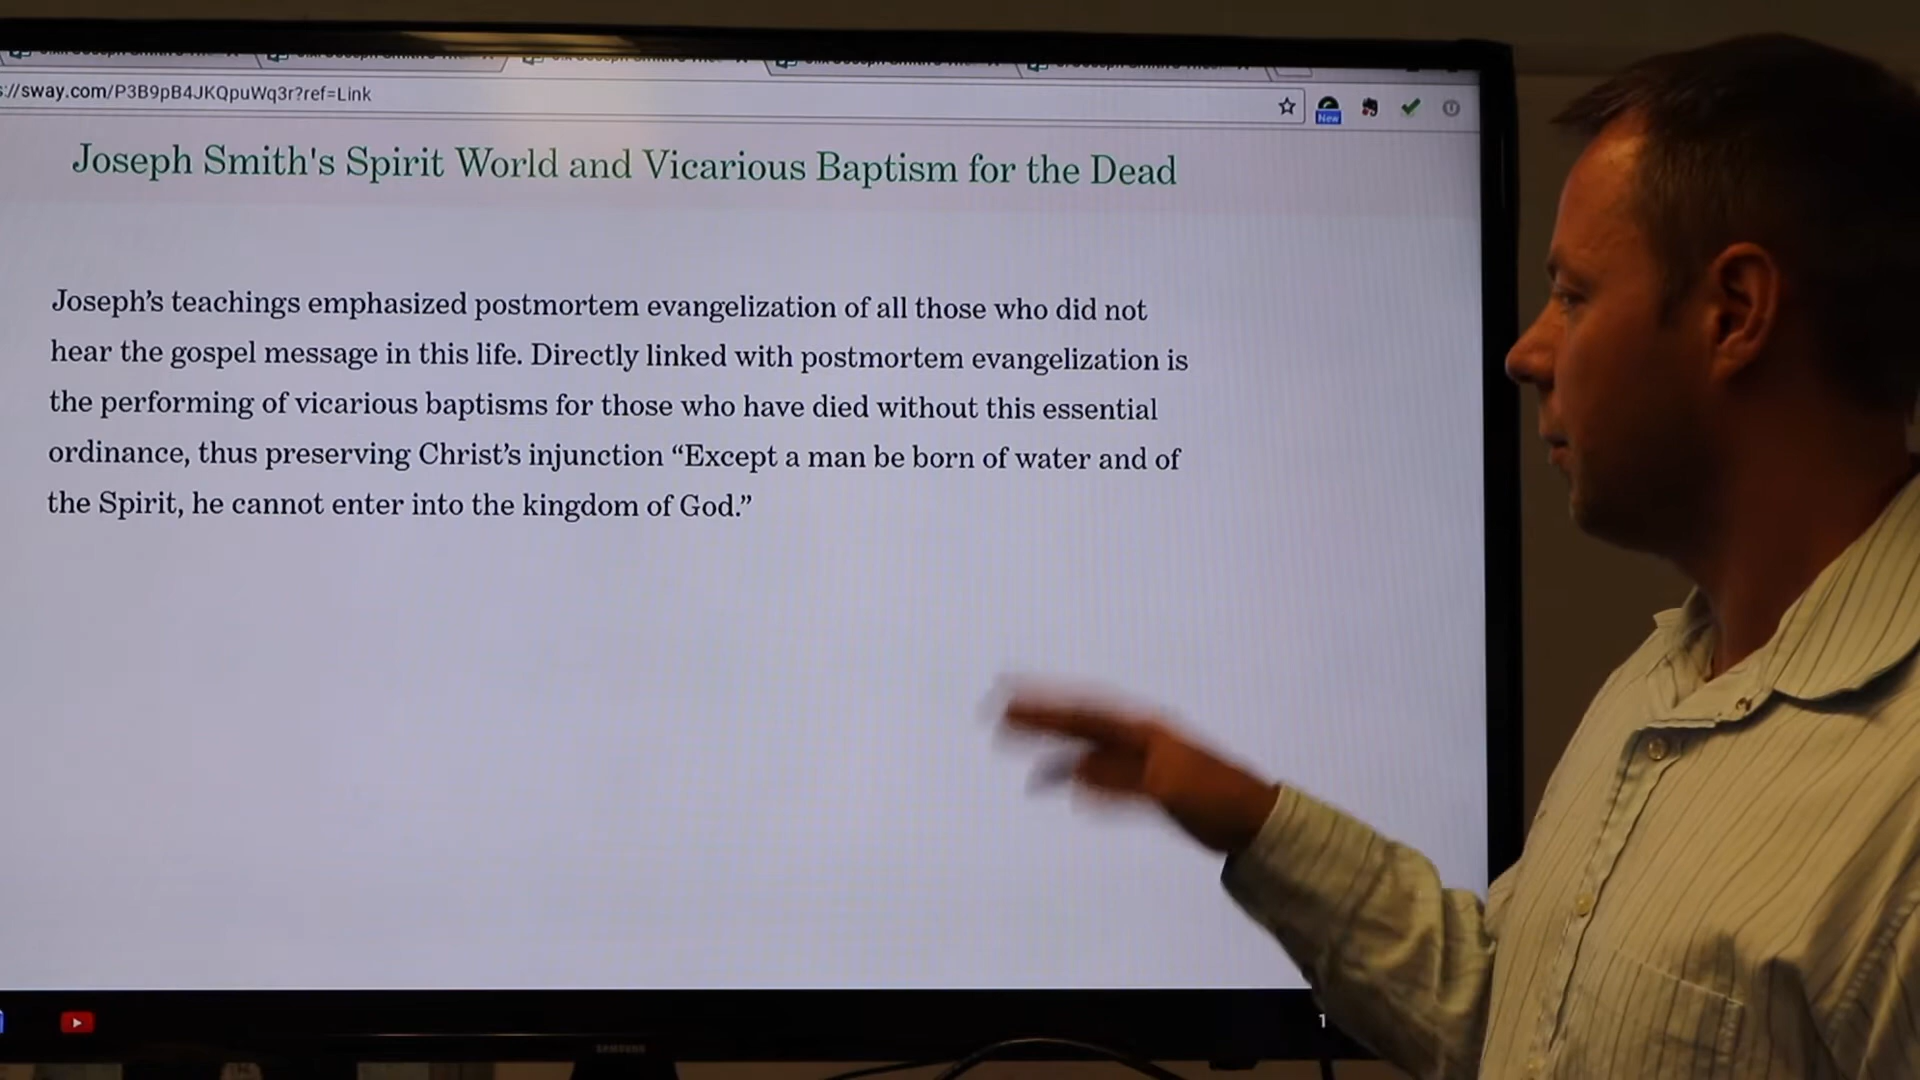 s://sway.com/P3B9pB4JKQpuWq3r?ref=Link
New
Joseph Smith's Spirit World and Vicarious Baptism for the Dead
Joseph’s teachings emphasized postmortem evangelization of all those who did not
hear the gospel message in this life. Directly linked with postmortem evangelization is
the performing of vicarious baptisms for those who have died without this essential
ordinance, thus preserving Christ’s injunction “Except a man be born of water and of
the Spirit, he cannot enter into the kingdom of God.”
1
SAMSUNG